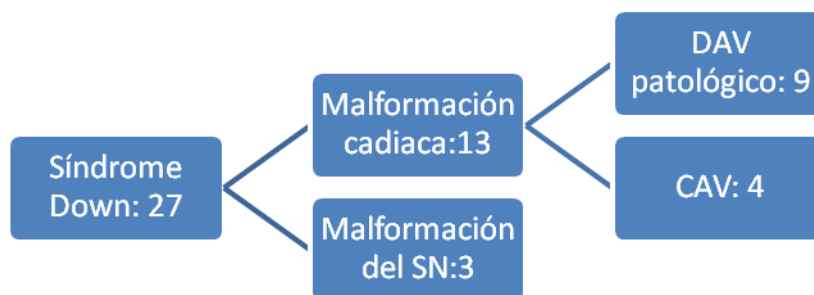 Síndrome
Down: 27
Malformación
cadiaca:13
Malformación
del SN:3
DAV
patológico: 9
CAV: 4